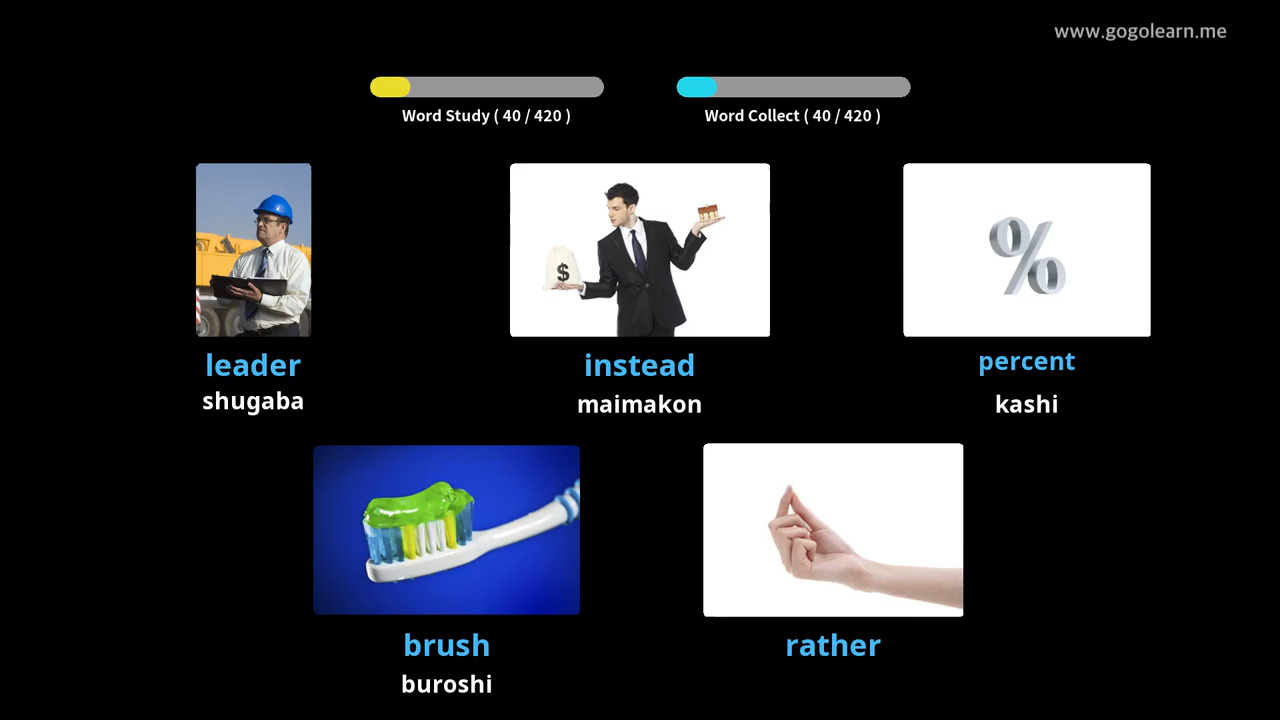 www.gogolearn.me
Word Study ( 40 / 420 )
Word Collect ( 40 / 420 )
leader
shugaba
instead
maimakon
percent
kashi
%
$
brush
buroshi
rather